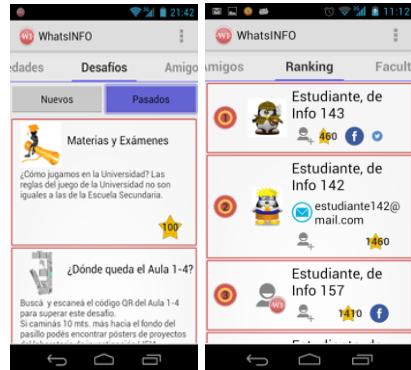 21:42
WhatsINFO
edades
Desafíos
Amigo
Nuevos
Pasados
Materias y Exámenes
¿Cómo jugamos en la Universidad? Las
reglas del juego de la Universidad no son
iguales a las de la Escuela Secundaria.
100
¿Dónde queda el Aula 1-4?
Buscá y escaneá el código QR del Aula 1-4
para superar este desafío.
Si caminás 10 mts. más hacia el fondo del
pasillo podés encontrar pósters de proyectos
11:12
WhatsINFO
Amigos
Ranking
Facult
1
Estudiante, de
Info 143
460
2
Estudiante, de
Info 142
estudiante142@
mail.com
1460
3
Estudiante, de
Info 157
1410